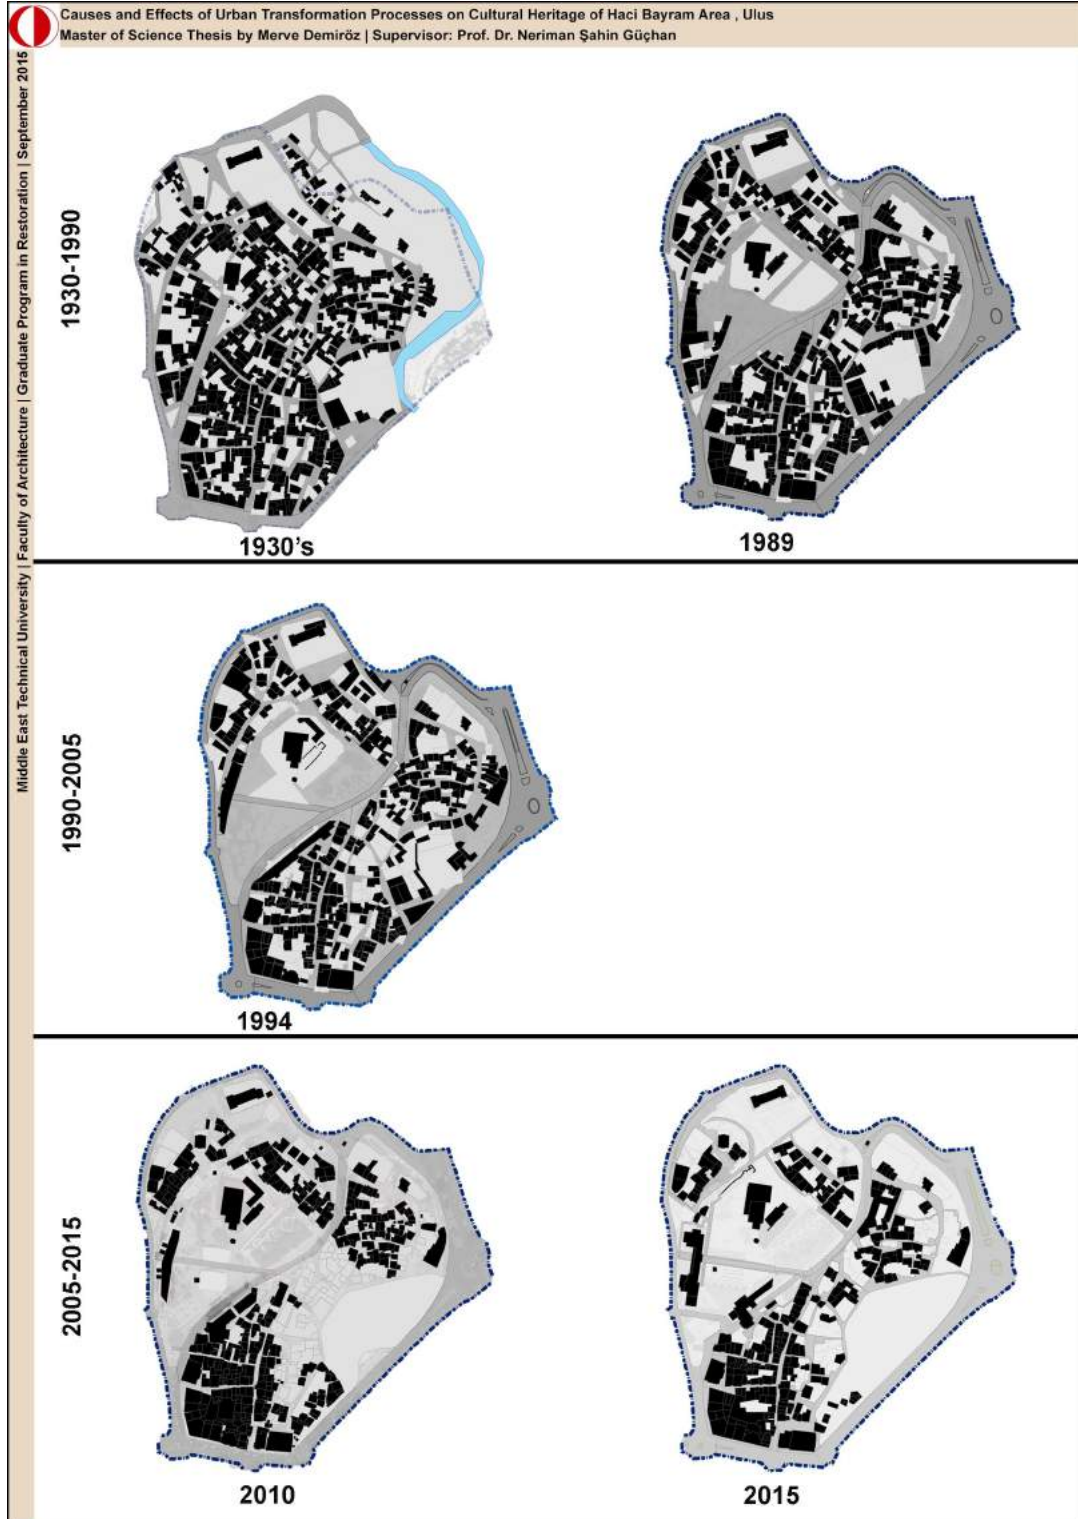 Causes and Effects of Urban Transformation Processes on Cultural Heritage of Haci Bayram Area , Ulus
Master of Science Thesis by Merve Demiröz | Supervisor: Prof. Dr. Neriman Şahin Güçhan
Middle East Technical University | Faculty of Architecture | Graduate Program in Restoration | September 2015
1930-1990
1930's
1989
1990-2005
1994
2005-2015
2010
2015